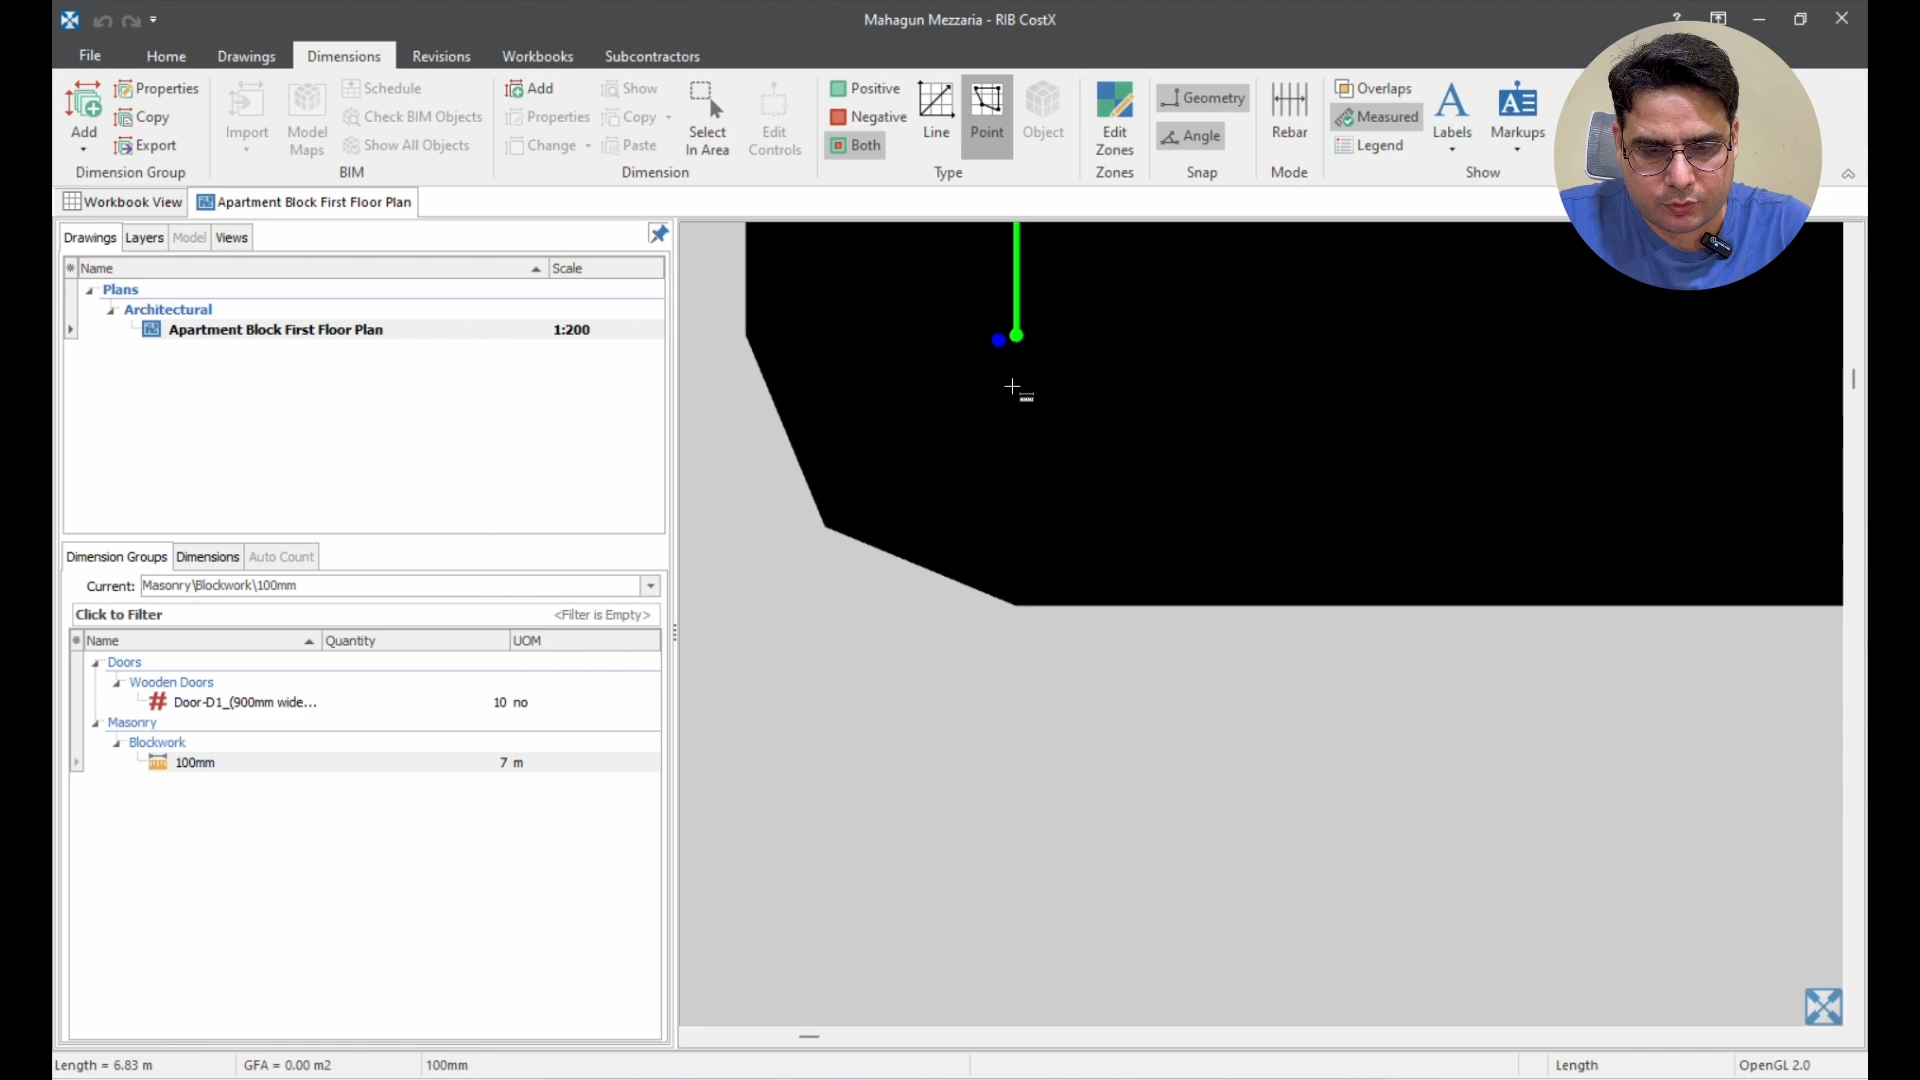 Mahagun Mezzaria - RIB CostX
?
File Home Drawings Dimensions Revisions Workbooks Subcontractors
Add
Properties
Copy
Export
Dimension Group
Import
Model
Maps
Schedule
Check BIM Objects
Show All Objects
BIM
Add
Properties
Change
Show
Copy
Paste
Select
In Area
Edit
Controls
Dimension
Positive
Negative
Both
Line
Point
Object
Type
Edit
Zones
Zones
Geometry
Angle
Snap
Rebar
Mode
Overlaps
Measured
Legend
Labels
Markups
Show
Workbook View Apartment Block First Floor Plan
Drawings Layers Model Views
Name Scale
Plans
Architectural
Apartment Block First Floor Plan 1:200
Dimension Groups Dimensions Auto Count
Current: Masonry\Blockwork\100mm
Click to Filter <Filter is Empty>
Name Quantity UOM
Doors
Wooden Doors
Door-D1_(900mm wide... 10 no
Masonry
Blockwork
100mm 7 m
Length = 6.83 m GFA = 0.00 m2 100mm Length OpenGL 2.0